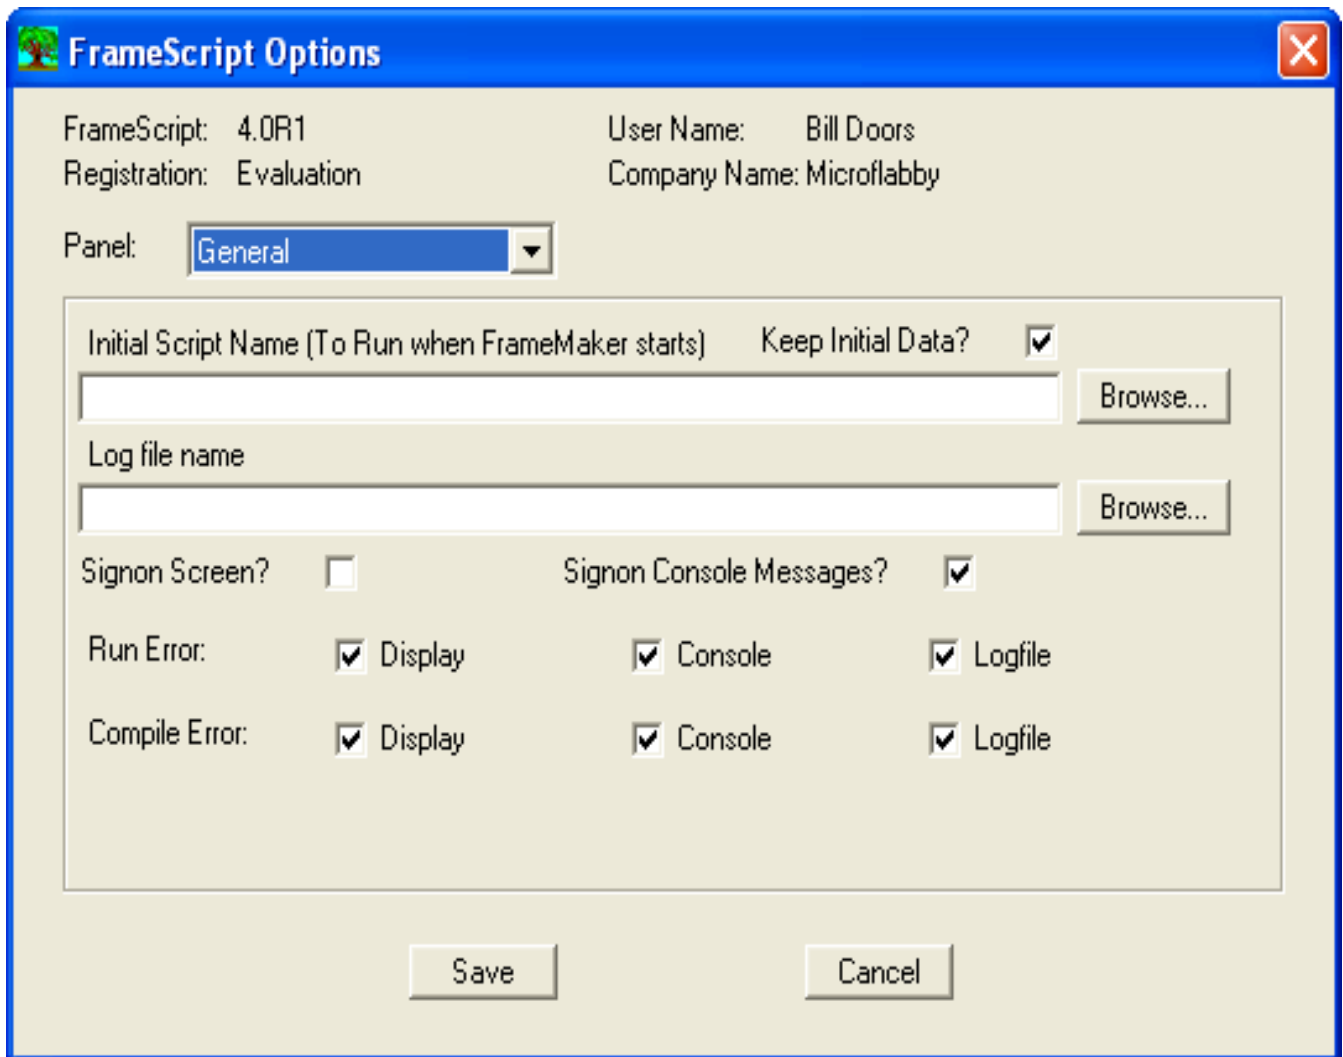 FrameScript Options
FrameScript: 4.0R1 User Name: Bill Doors
Registration: Evaluation Company Name: Microflabby
Panel: General
Initial Script Name (To Run when FrameMaker starts) Keep Initial Data?
Browse...
Log file name
Browse...
Signon Screen? Signon Console Messages?
Run Error: Display Console Logfile
Compile Error: Display Console Logfile
Save Cancel